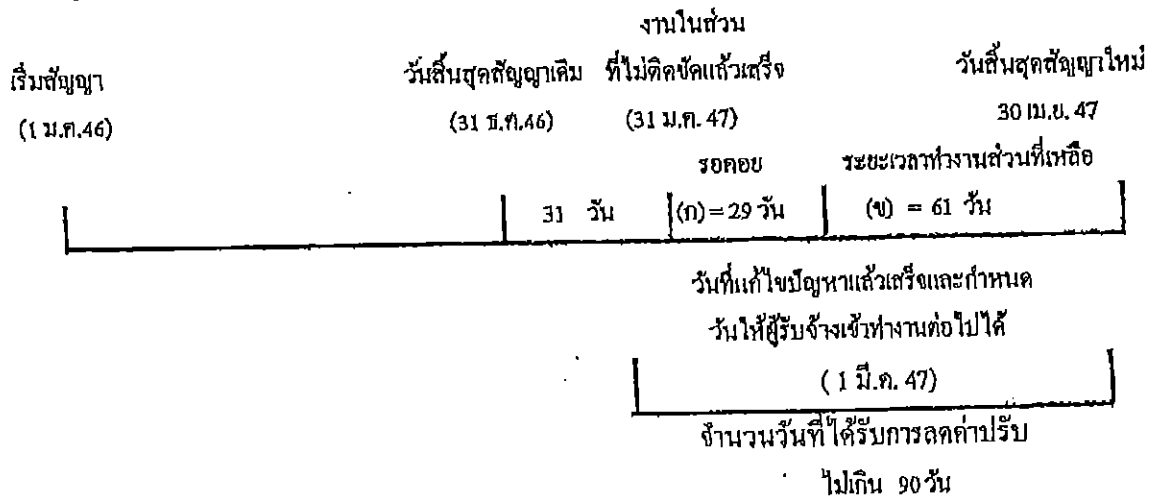 งานในส่วน
เริ่มสัญญา วันสิ้นสุดสัญญาเดิม ที่ไม่ติดขัดแล้วเสร็จ วันสิ้นสุดสัญญาใหม่
(1 ม.ค.46) (31 ธ.ค.46) (31 ม.ค. 47) 30 เม.ย. 47
รอคอย ระยะเวลาทำงานส่วนที่เหลือ
31 วัน (ก) = 29 วัน (ข) = 61 วัน
วันที่แก้ไขปัญหาแล้วเสร็จและกำหนด
วันให้ผู้รับจ้างเข้าทำงานต่อไปได้
( 1 มี.ค. 47)
จำนวนวันที่ได้รับการลดค่าปรับ
ไม่เกิน 90 วัน